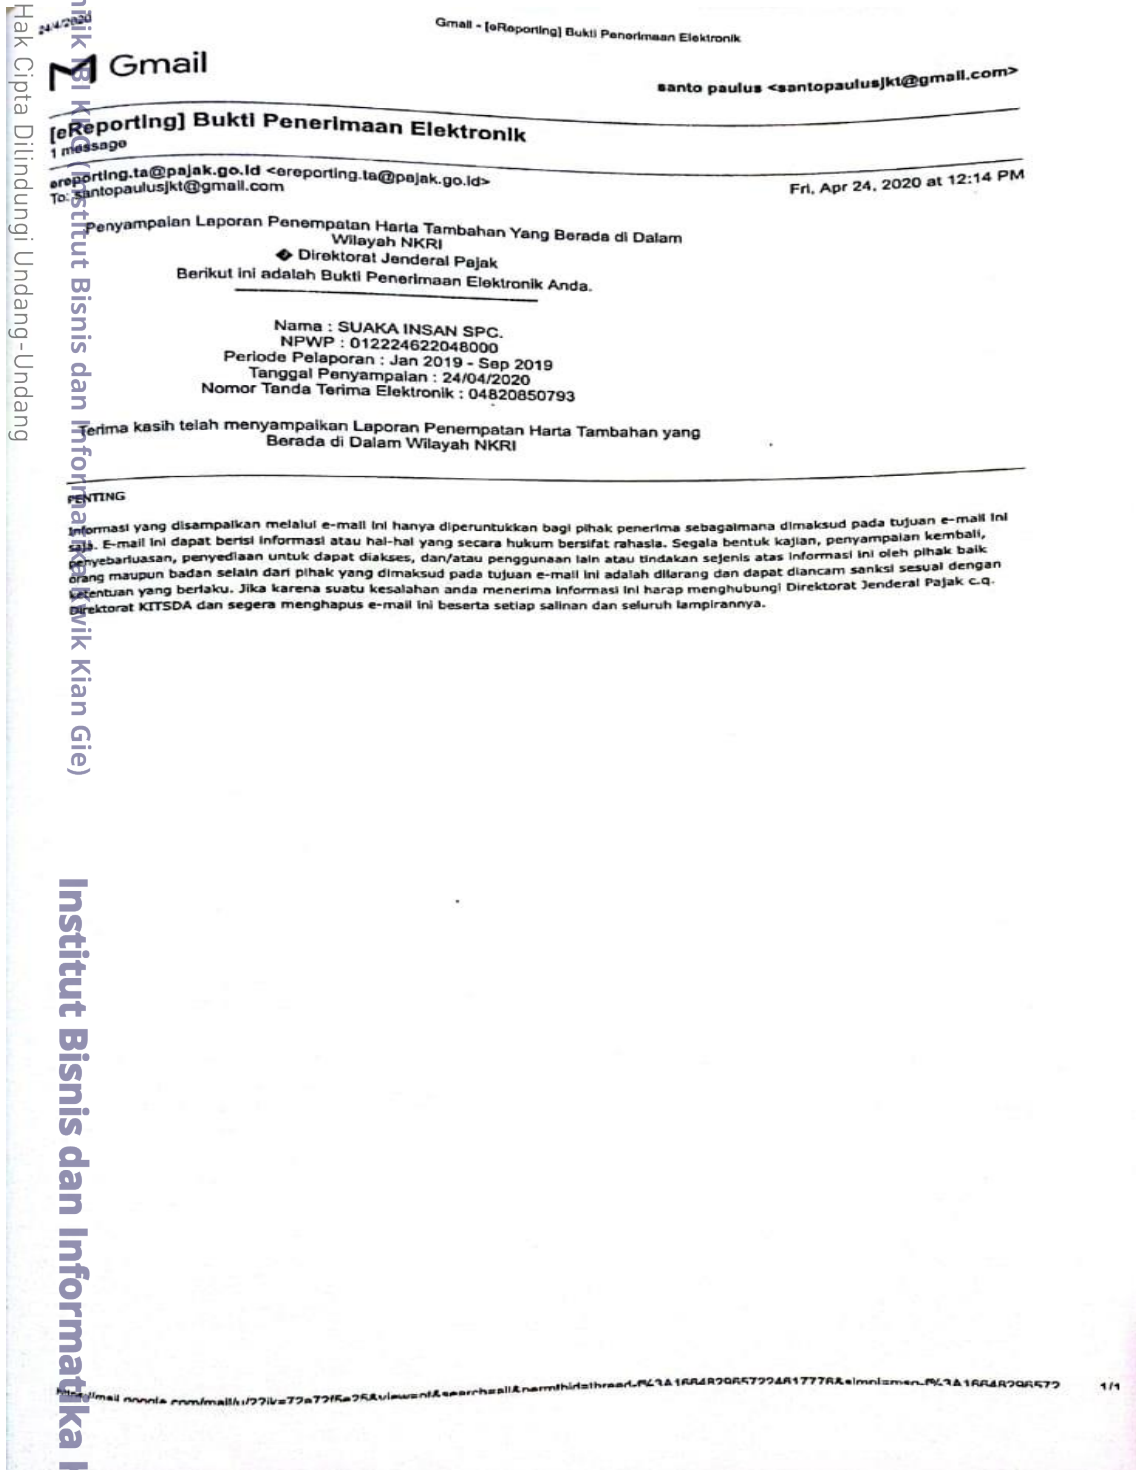 24/4/2020
Gmail - [eReporting] Bukti Penerimaan Elektronik
Gmail
santo paulus <santopaulusjkt@gmail.com>
[eReporting] Bukti Penerimaan Elektronik
1 message
ereporting.ta@pajak.go.id <ereporting.ta@pajak.go.id>
To: santopaulusjkt@gmail.com
Fri, Apr 24, 2020 at 12:14 PM
Penyampaian Laporan Penempatan Harta Tambahan Yang Berada di Dalam
Wilayah NKRI
� Direktorat Jenderal Pajak
Berikut ini adalah Bukti Penerimaan Elektronik Anda.
Nama : SUAKA INSAN SPC.
NPWP : 012224622048000
Periode Pelaporan : Jan 2019 - Sep 2019
Tanggal Penyampaian : 24/04/2020
Nomor Tanda Terima Elektronik : 04820850793
Terima kasih telah menyampaikan Laporan Penempatan Harta Tambahan yang
Berada di Dalam Wilayah NKRI
PENTING
Informasi yang disampaikan melalui e-mail ini hanya diperuntukkan bagi pihak penerima sebagaimana dimaksud pada tujuan e-mail ini
saja. E-mail ini dapat berisi informasi atau hal-hal yang secara hukum bersifat rahasia. Segala bentuk kajian, penyampaian kembali,
penyebarluasan, penyediaan untuk dapat diakses, dan/atau penggunaan lain atau tindakan sejenis atas informasi ini oleh pihak baik
orang maupun badan selain dari pihak yang dimaksud pada tujuan e-mail ini adalah dilarang dan dapat diancam sanksi sesuai dengan
ketentuan yang berlaku. Jika karena suatu kesalahan anda menerima informasi ini harap menghubungi Direktorat Jenderal Pajak c.q.
Direktorat KITSDA dan segera menghapus e-mail ini beserta setiap salinan dan seluruh lampirannya.
1/1
Hak Cipta Dilindungi Undang-Undang
milik IBI KKG (Institut Bisnis dan Informatika Kwik Kian Gie)
Institut Bisnis dan Informatika